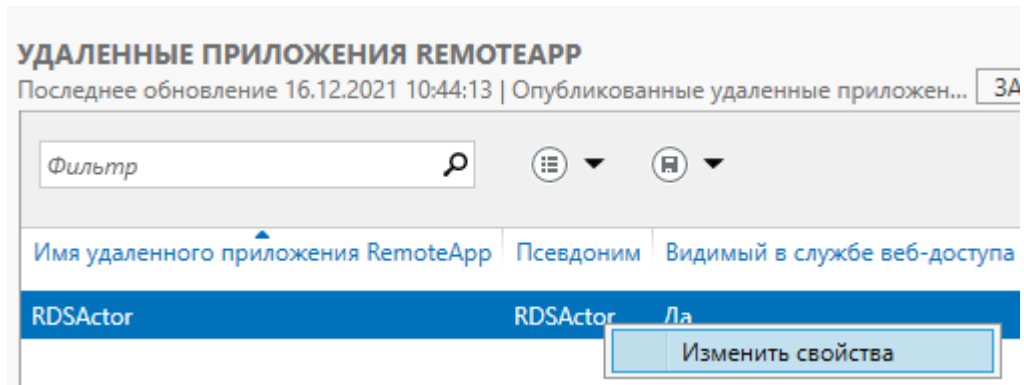 УДАЛЕННЫЕ ПРИЛОЖЕНИЯ REMOTEAPP
Последнее обновление 16.12.2021 10:44:13 | Опубликованные удаленные приложен... ЗА
Фильтр
Имя удаленного приложения RemoteApp Псевдоним Видимый в службе веб-доступа
RDSActor RDSActor Да
Изменить свойства